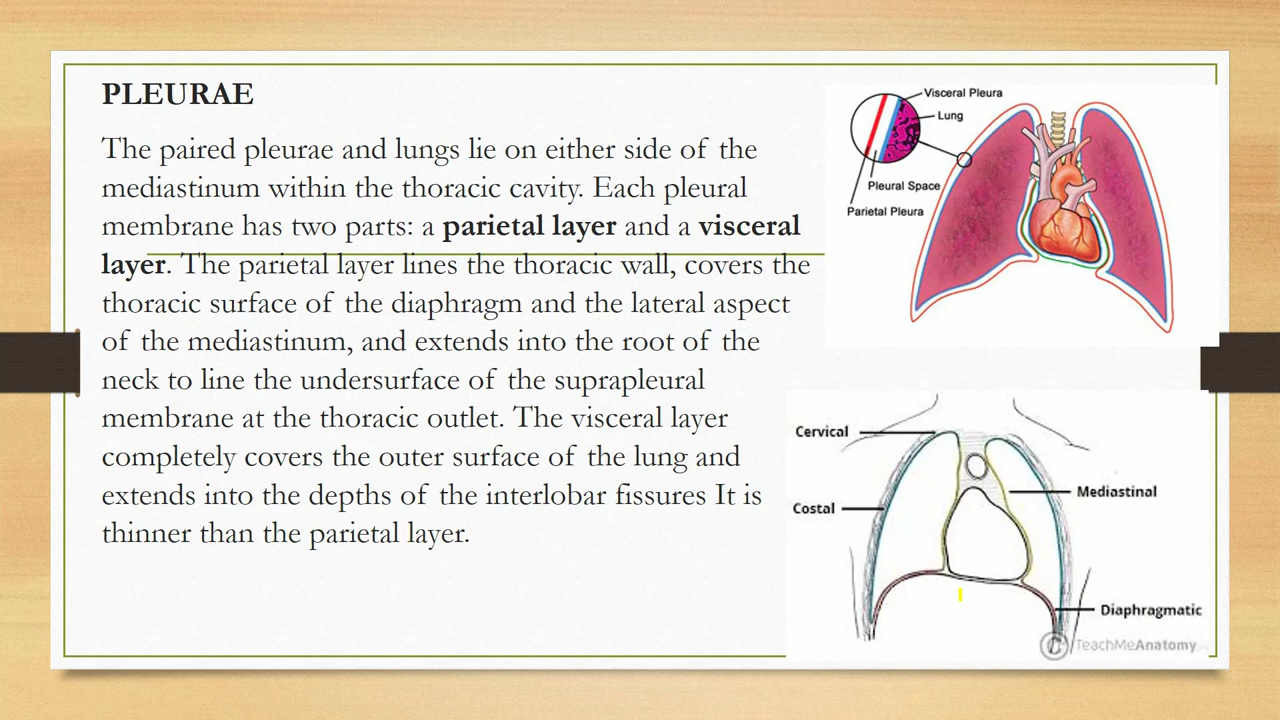 PLEURAE
The paired pleurae and lungs lie on either side of the
mediastinum within the thoracic cavity. Each pleural
membrane has two parts: a parietal layer and a visceral
layer. The parietal layer lines the thoracic wall, covers the
thoracic surface of the diaphragm and the lateral aspect
of the mediastinum, and extends into the root of the
neck to line the undersurface of the suprapleural
membrane at the thoracic outlet. The visceral layer
completely covers the outer surface of the lung and
extends into the depths of the interlobar fissures It is
thinner than the parietal layer.
Visceral Pleura
Lung
Pleural Space
Parietal Pleura
Cervical
Costal
Mediastinal
Diaphragmatic
© TeachMeAnatomy